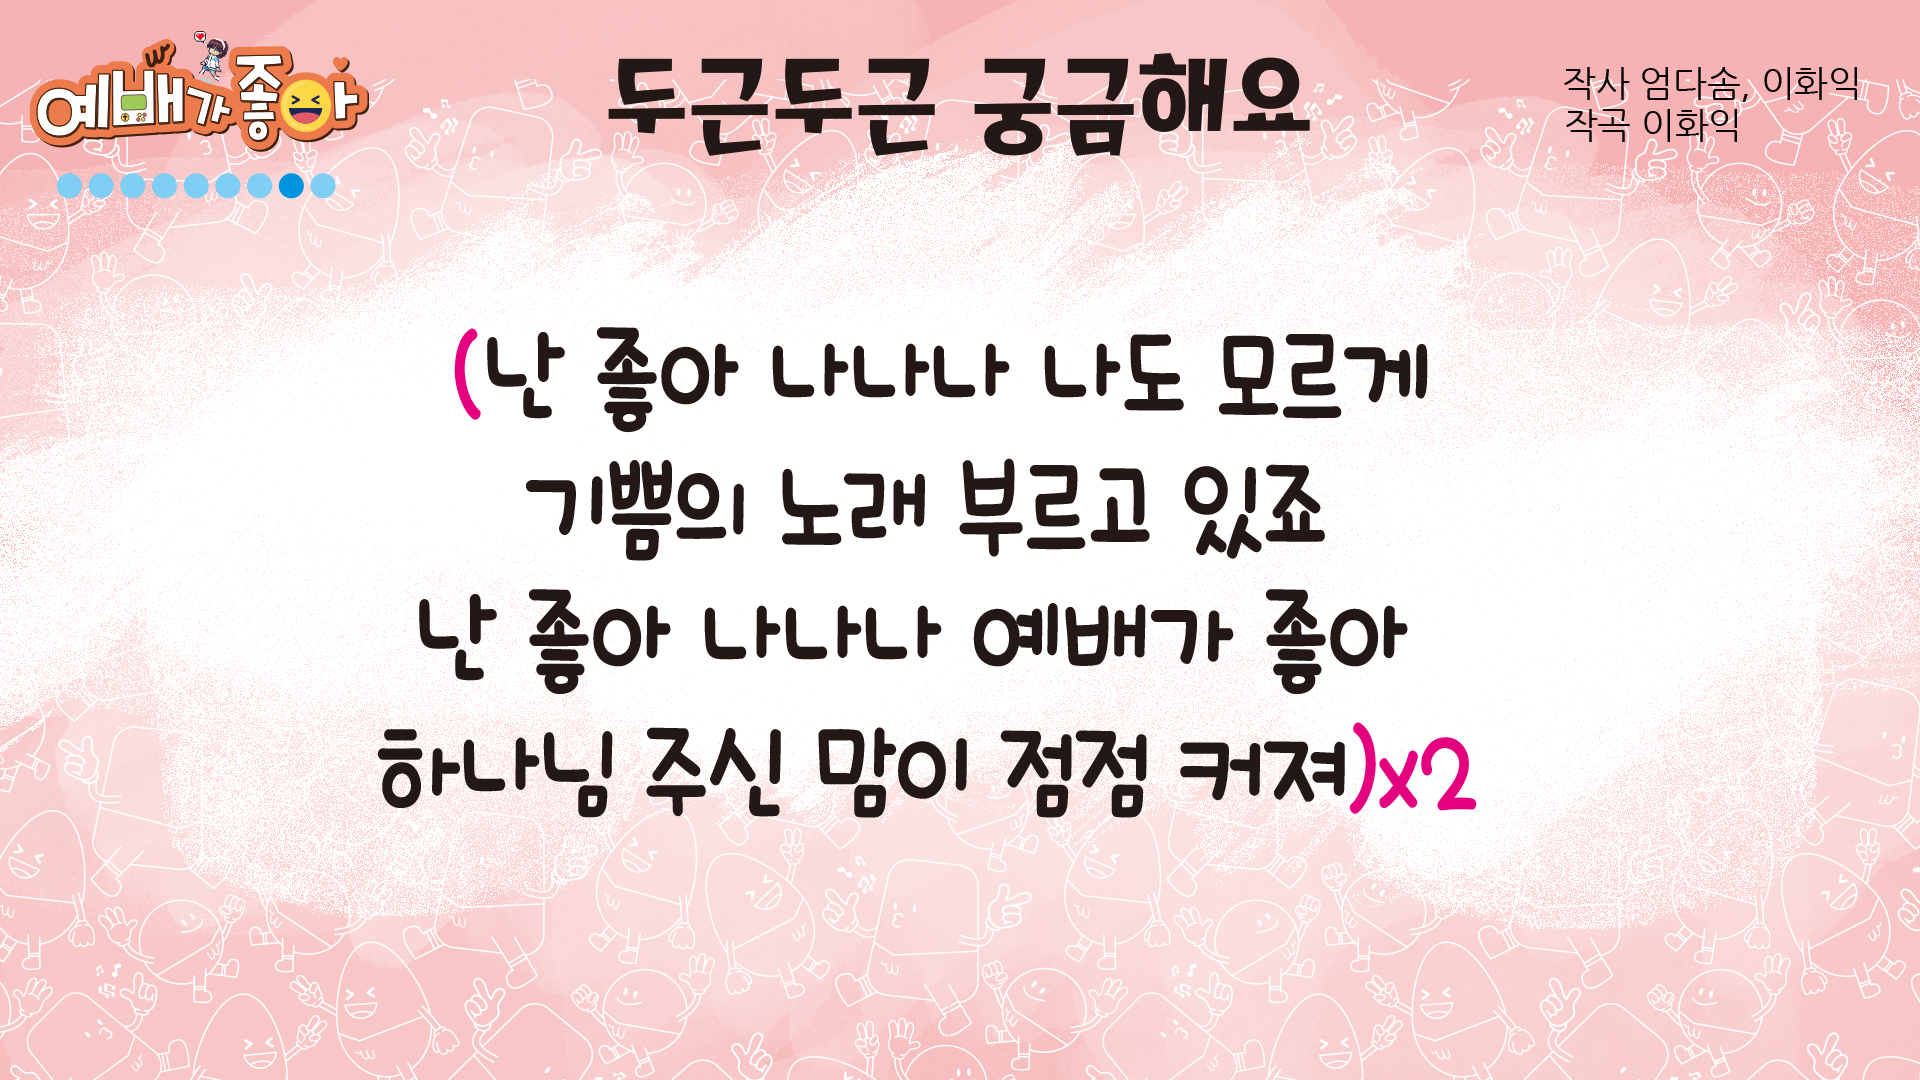 예배가 좋아
두근두근 궁금해요
작사 엄다솜, 이화익
작곡 이화익
(난 좋아 나나나 나도 모르게
기쁨의 노래 부르고 있죠
난 좋아 나나나 예배가 좋아
하나님 주신 맘이 점점 커져)x2